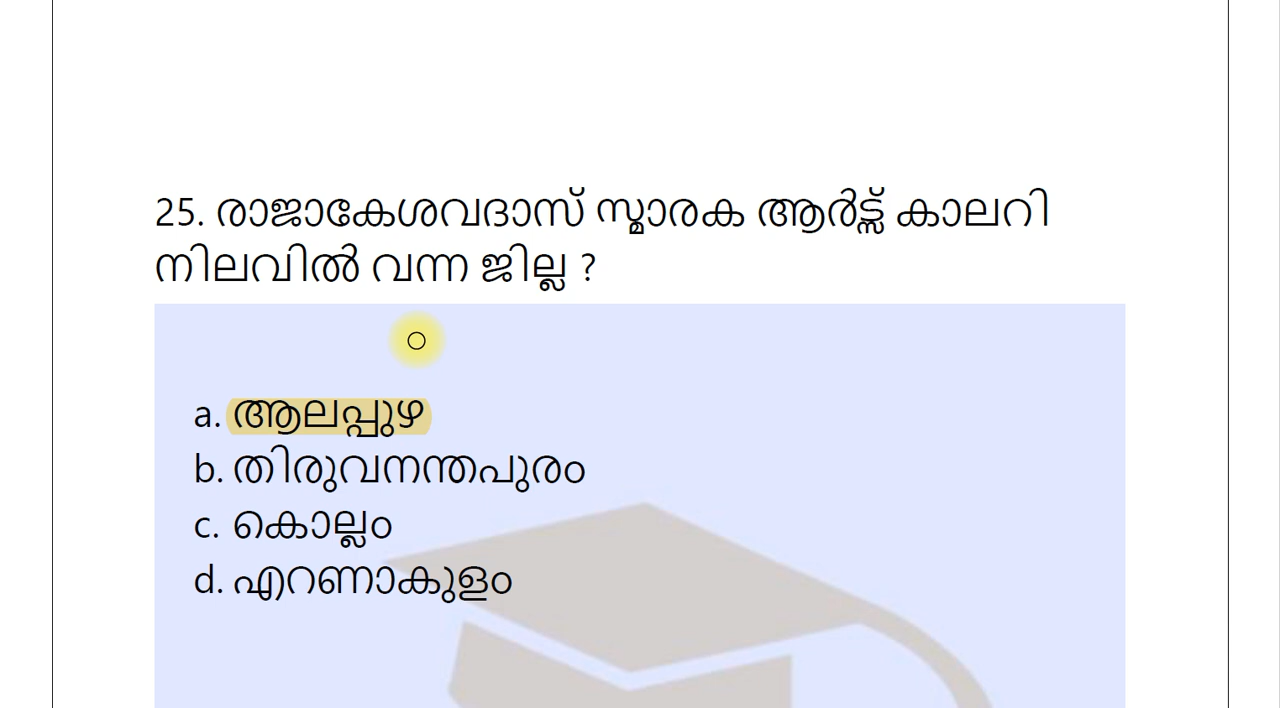 25. രാജാകേശവദാസ് സ്മാരക ആർട്ട്സ് കാലറി
നിലവിൽ വന്ന ജില്ല ?
a. ആലപ്പുഴ
b. തിരുവനന്തപുരം
c. കൊല്ലം
d. എറണാകുളം